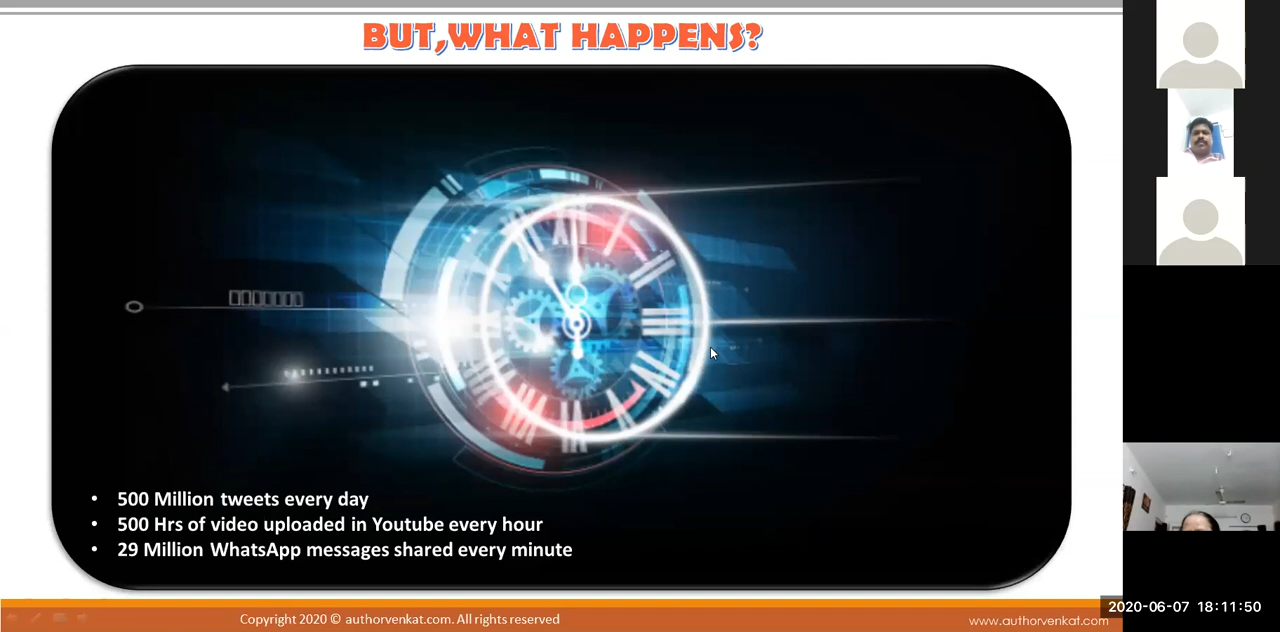 BUT,WHAT HAPPENS?
• 500 Million tweets every day
• 500 Hrs of video uploaded in Youtube every hour
• 29 Million WhatsApp messages shared every minute
Copyright 2020 © authorvenkat.com. All rights reserved
www.authorvenkat.com
2020-06-07 18:11:50